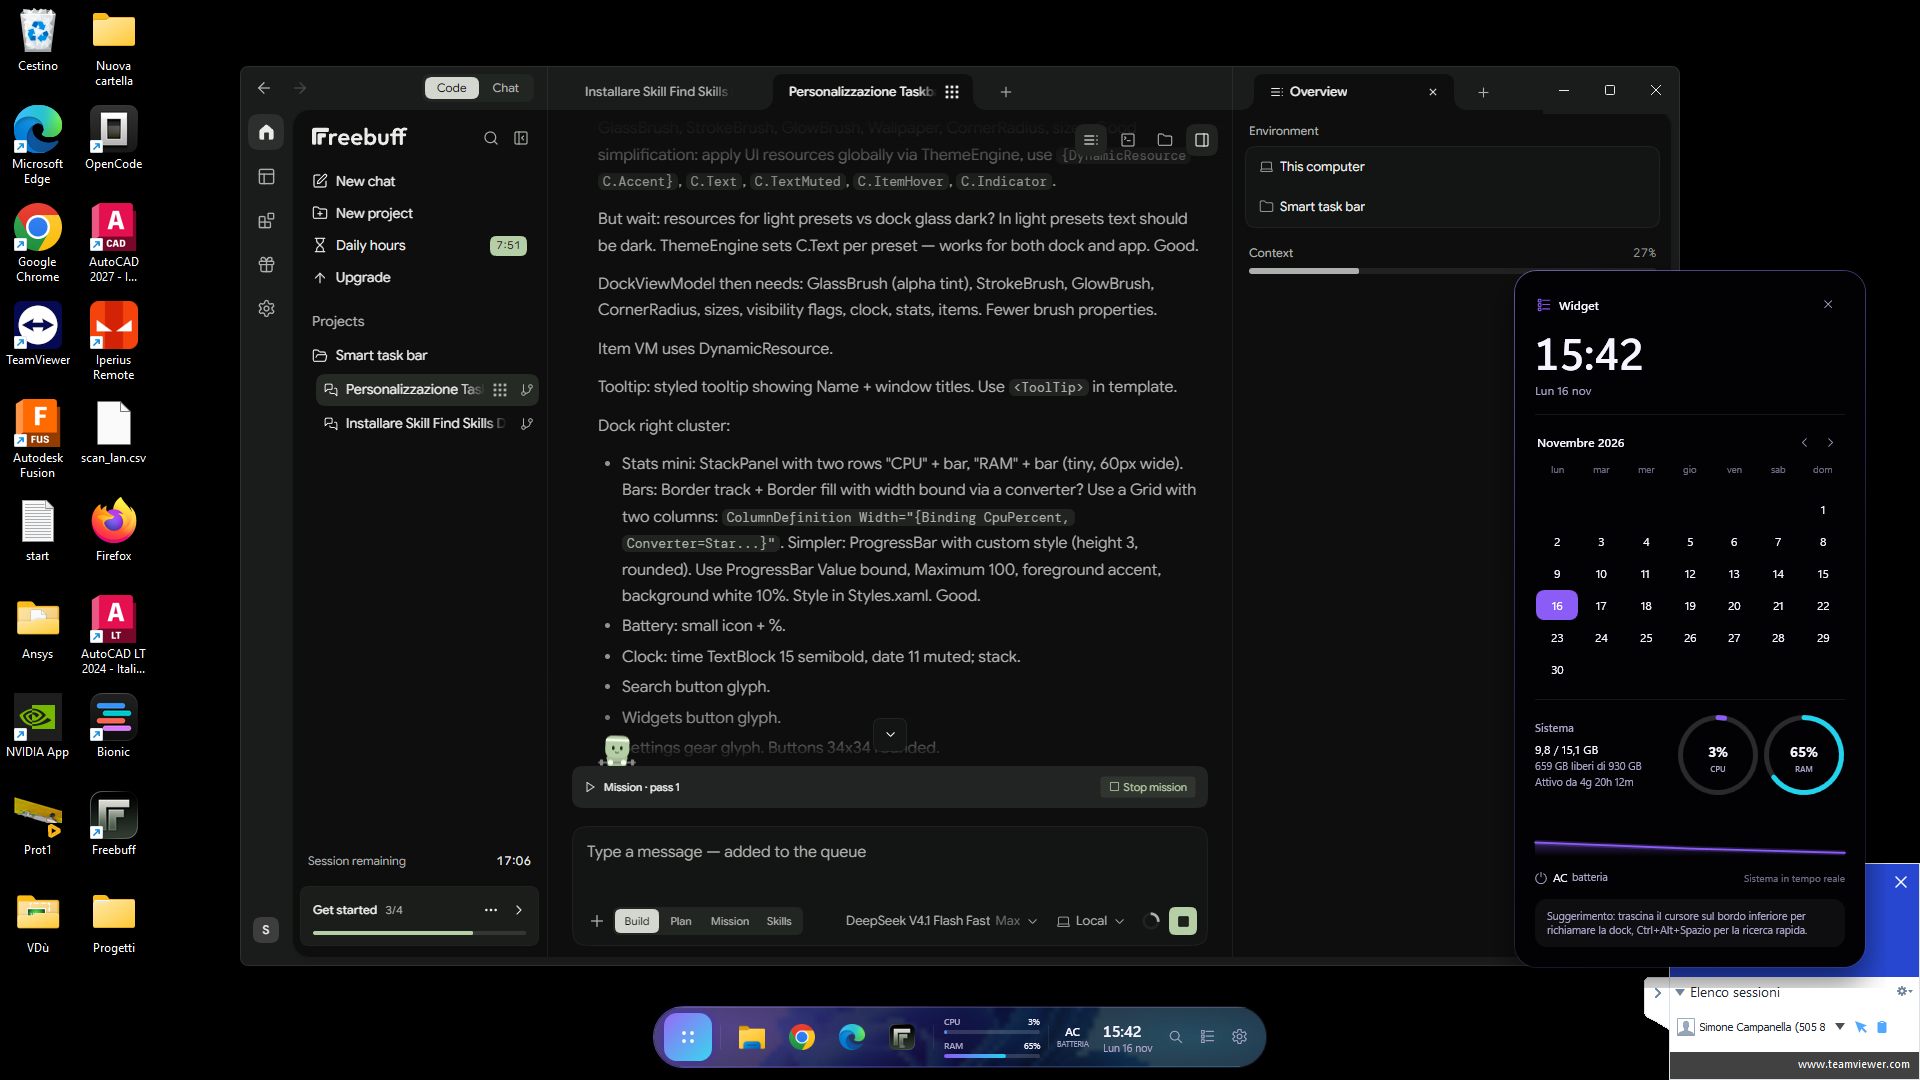 Cestino
Nuova
cartella
Microsoft
Edge
OpenCode
Google
Chrome
AutoCAD
2027 - I...
TeamViewer
Iperius
Remote
Autodesk
Fusion
scan_lan.csv
start
Firefox
Ansys
AutoCAD LT
2024 - Itali...
NVIDIA App
Bionic
Prot1
Freebuff
VDù
Progetti
Code
Chat
Freebuff
New chat
New project
Daily hours
7:51
Upgrade
Projects
Smart task bar
Personalizzazione Tas
Installare Skill Find Skills D
Session remaining
17:06
Get started 3/4
S
Installare Skill Find Skills
Personalizzazione Taskb
GlassBrush, StrokeBrush, GlowBrush, Wallpaper, CornerRadius, sizes. Good
simplification: apply UI resources globally via ThemeEngine, use {DynamicResource
C.Accent}, C.Text, C.TextMuted, C.ItemHover, C.Indicator.
But wait: resources for light presets vs dock glass dark? In light presets text should
be dark. ThemeEngine sets C.Text per preset — works for both dock and app. Good.
DockViewModel then needs: GlassBrush (alpha tint), StrokeBrush, GlowBrush,
CornerRadius, sizes, visibility flags, clock, stats, items. Fewer brush properties.
Item VM uses DynamicResource.
Tooltip: styled tooltip showing Name + window titles. Use <ToolTip> in template.
Dock right cluster:
• Stats mini: StackPanel with two rows "CPU" + bar, "RAM" + bar (tiny, 60px wide).
Bars: Border track + Border fill with width bound via a converter? Use a Grid with
two columns: ColumnDefinition Width="{Binding CpuPercent,
Converter=Star...}". Simpler: ProgressBar with custom style (height 3,
rounded). Use ProgressBar Value bound, Maximum 100, foreground accent,
background white 10%. Style in Styles.xaml. Good.
• Battery: small icon + %.
• Clock: time TextBlock 15 semibold, date 11 muted; stack.
• Search button glyph.
• Widgets button glyph.
ettings gear glyph. Buttons 34x34 rounded.
Mission · pass 1
Stop mission
Type a message — added to the queue
Build
Plan
Mission
Skills
DeepSeek V4.1 Flash Fast Max
Local
Overview
Environment
This computer
Smart task bar
Context
27%
Widget
15:42
Lun 16 nov
Novembre 2026
lun mar mer gio ven sab dom
1
2 3 4 5 6 7 8
9 10 11 12 13 14 15
16 17 18 19 20 21 22
23 24 25 26 27 28 29
30
Sistema
9,8 / 15,1 GB
659 GB liberi di 930 GB
Attivo da 4g 20h 12m
3%
CPU
65%
RAM
AC batteria
Sistema in tempo reale
Suggerimento: trascina il cursore sul bordo inferiore per
richiamare la dock, Ctrl+Alt+Spazio per la ricerca rapida.
CPU 3%
RAM 65%
AC
BATTERIA
15:42
Lun 16 nov
Elenco sessioni
Simone Campanella (505 8
www.teamviewer.com